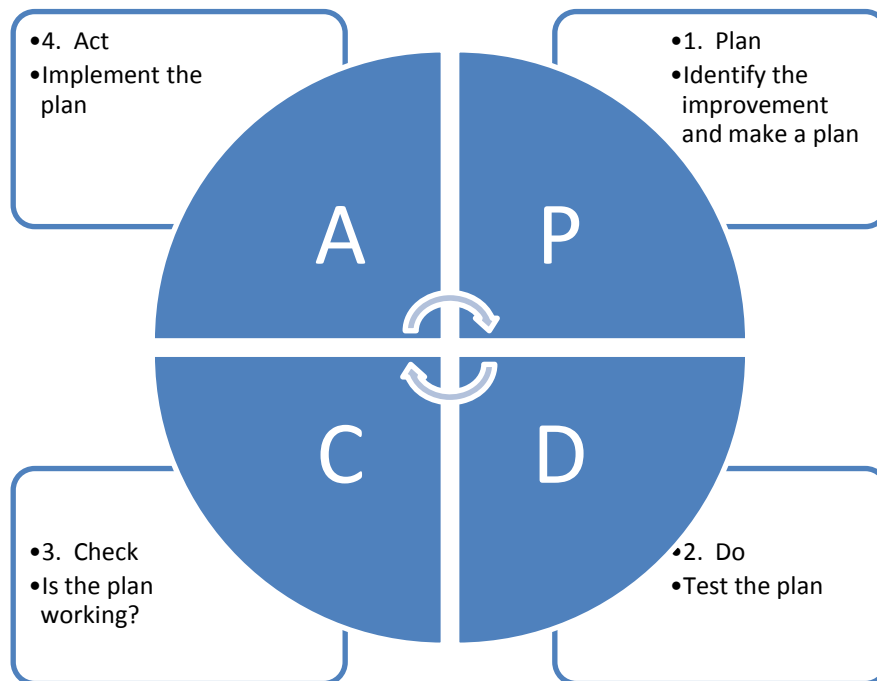 •4.  Act
•Implement the
plan
•1.  Plan
•Identify the
improvement
and make a plan
A
P
C
D
•3.  Check
•Is the plan
working?
•2.  Do
•Test the plan